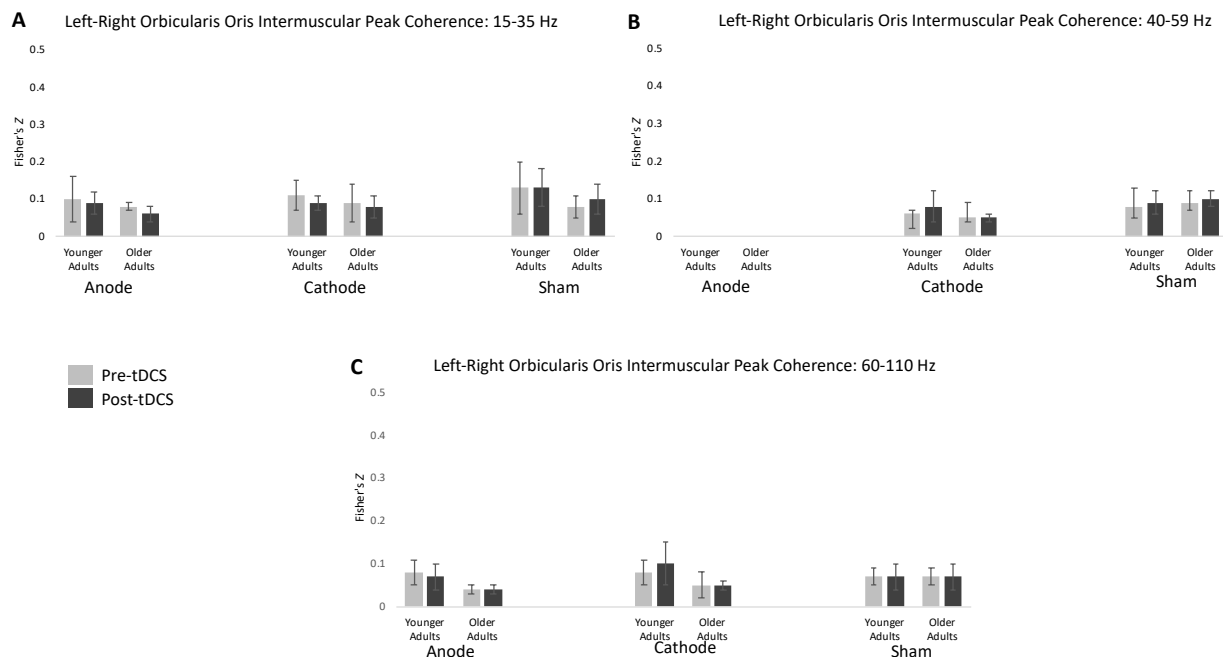 A
Left-Right Orbicularis Oris Intermuscular Peak Coherence: 15-35 Hz
Fisher's Z
0.5
0.4
0.3
0.2
0.1
0
Younger Adults
Older Adults
Younger Adults
Older Adults
Younger Adults
Older Adults
Anode
Cathode
Sham
B
Left-Right Orbicularis Oris Intermuscular Peak Coherence: 40-59 Hz
Fisher's Z
0.5
0.4
0.3
0.2
0.1
0
Younger Adults
Older Adults
Younger Adults
Older Adults
Younger Adults
Older Adults
Anode
Cathode
Sham
Pre-tDCS
Post-tDCS
C
Left-Right Orbicularis Oris Intermuscular Peak Coherence: 60-110 Hz
Fisher's Z
0.5
0.4
0.3
0.2
0.1
0
Younger Adults
Older Adults
Younger Adults
Older Adults
Younger Adults
Older Adults
Anode
Cathode
Sham